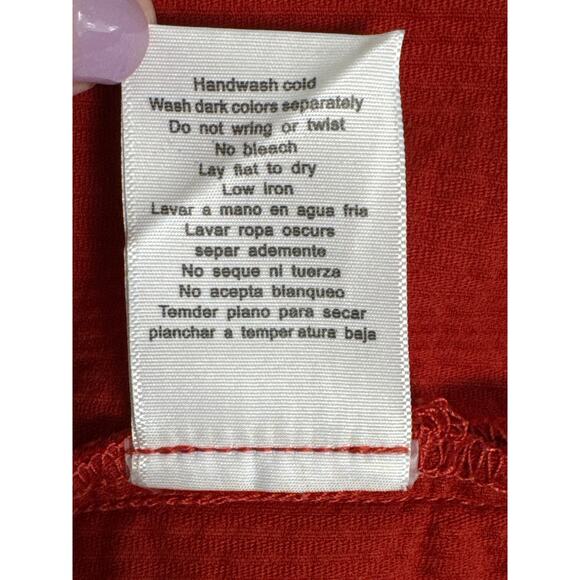 Handwash cold
Wash dark colors separately
Do not wring or twist
No bleach
Lay flat to dry
Low iron
Lavar a mano en agua fria
Lavar ropa oscurs
separ ademente
No seque ni tuerza
No acepta blanqueo
Temder plano para secar
planchar a temper atura baja